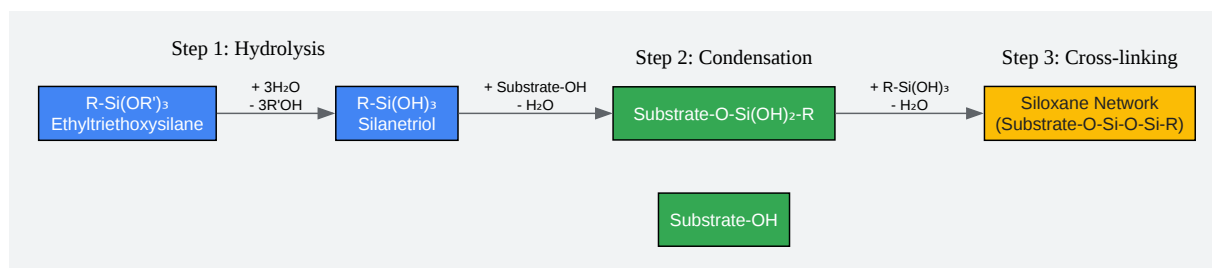 Step 1: Hydrolysis
Step 2: Condensation
Step 3: Cross-linking
R-Si(OR')₃
Ethyltriethoxysilane
+ 3H₂O
- 3R'OH
R-Si(OH)₃
Silanetriol
+ Substrate-OH
- H₂O
Substrate-O-Si(OH)₂-R
+ R-Si(OH)₃
- H₂O
Siloxane Network
(Substrate-O-Si-O-Si-R)
Substrate-OH